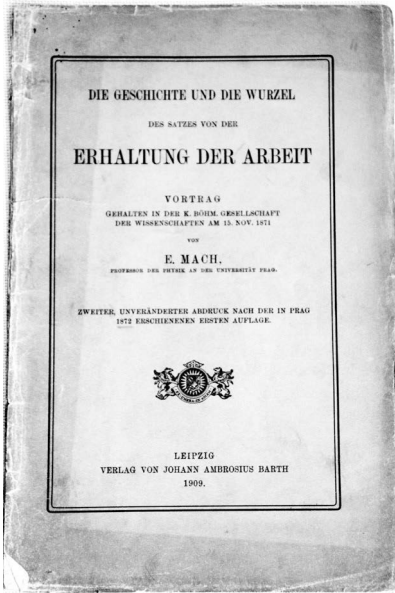 DIE GESCHICHTE UND DIE WURZEL
DES SATZES VON DER
ERHALTUNG DER ARBEIT
VORTRAG
GEHALTEN IN DER K. BÖHM. GESELLSCHAFT
DER WISSENSCHAFTEN AM 15. NOV. 1871
VON
E. MACH,
PROFESSOR DER PHYSIK AN DER UNIVERSITÄT PRAG.
ZWEITER, UNVERÄNDERTER ABDRUCK NACH DER IN PRAG
1872 ERSCHIENENEN ERSTEN AUFLAGE.
LEIPZIG
VERLAG VON JOHANN AMBROSIUS BARTH
1909.